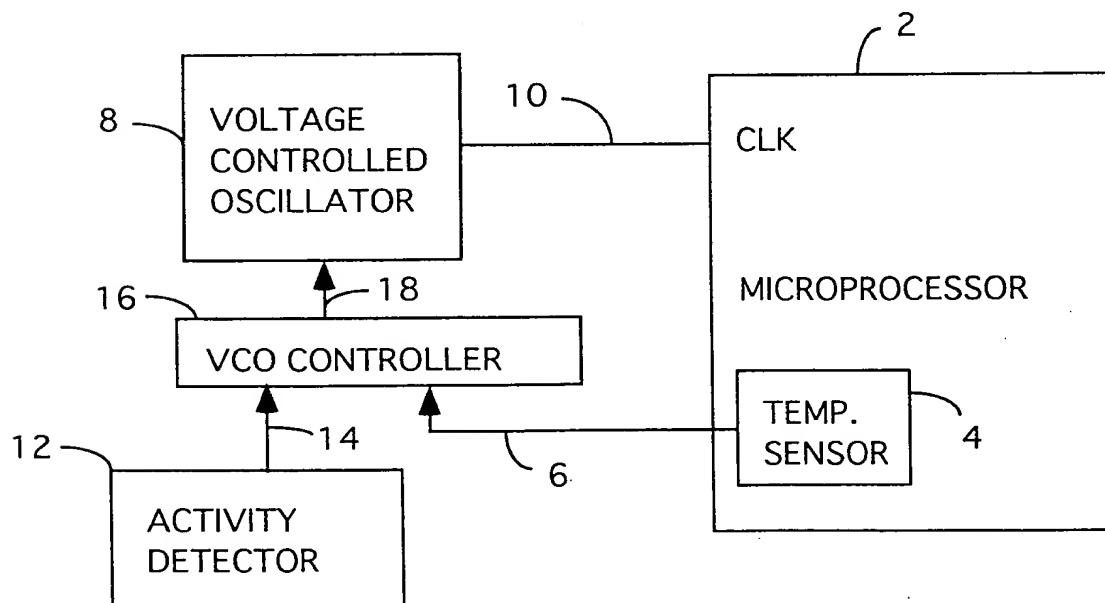 2
10
8
VOLTAGE
CONTROLLED
OSCILLATOR
CLK
16
18
MICROPROCESSOR
VCO CONTROLLER
TEMP.
SENSOR
4
12
14
6
ACTIVITY
DETECTOR